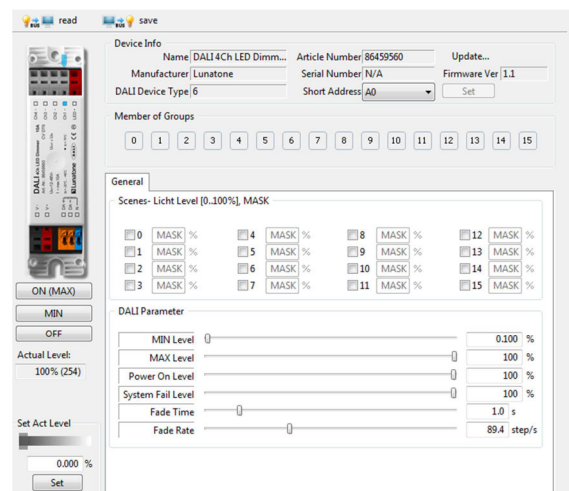 read save
Device Info
Name DALI 4Ch LED Dimm... Article Number 86459560 Update...
Manufacturer Lunatone Serial Number N/A Firmware Ver 1.1
DALI Device Type 6 Short Address A0 Set
Member of Groups
0 1 2 3 4 5 6 7 8 9 10 11 12 13 14 15
General
Scenes- Licht Level [0..100%], MASK
0 MASK % 4 MASK % 8 MASK % 12 MASK %
1 MASK % 5 MASK % 9 MASK % 13 MASK %
2 MASK % 6 MASK % 10 MASK % 14 MASK %
3 MASK % 7 MASK % 11 MASK % 15 MASK %
DALI Parameter
MIN Level 0.100 %
MAX Level 100 %
Power On Level 100 %
System Fail Level 100 %
Fade Time 1.0 s
Fade Rate 89.4 step/s
DALI 4Ch LED Dimmer
Lunatone
ON (MAX)
MIN
OFF
Actual Level:
100% (254)
Set Act Level
0.000 %
Set